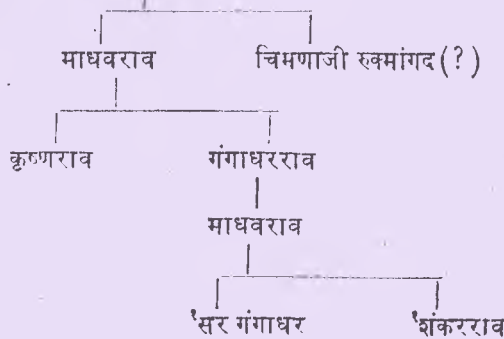 माधवराव चिमणाजी रुक्मांगद (?)
कृष्णराव गंगाधरराव
माधवराव
'सर गंगाधर 'शंकरराव